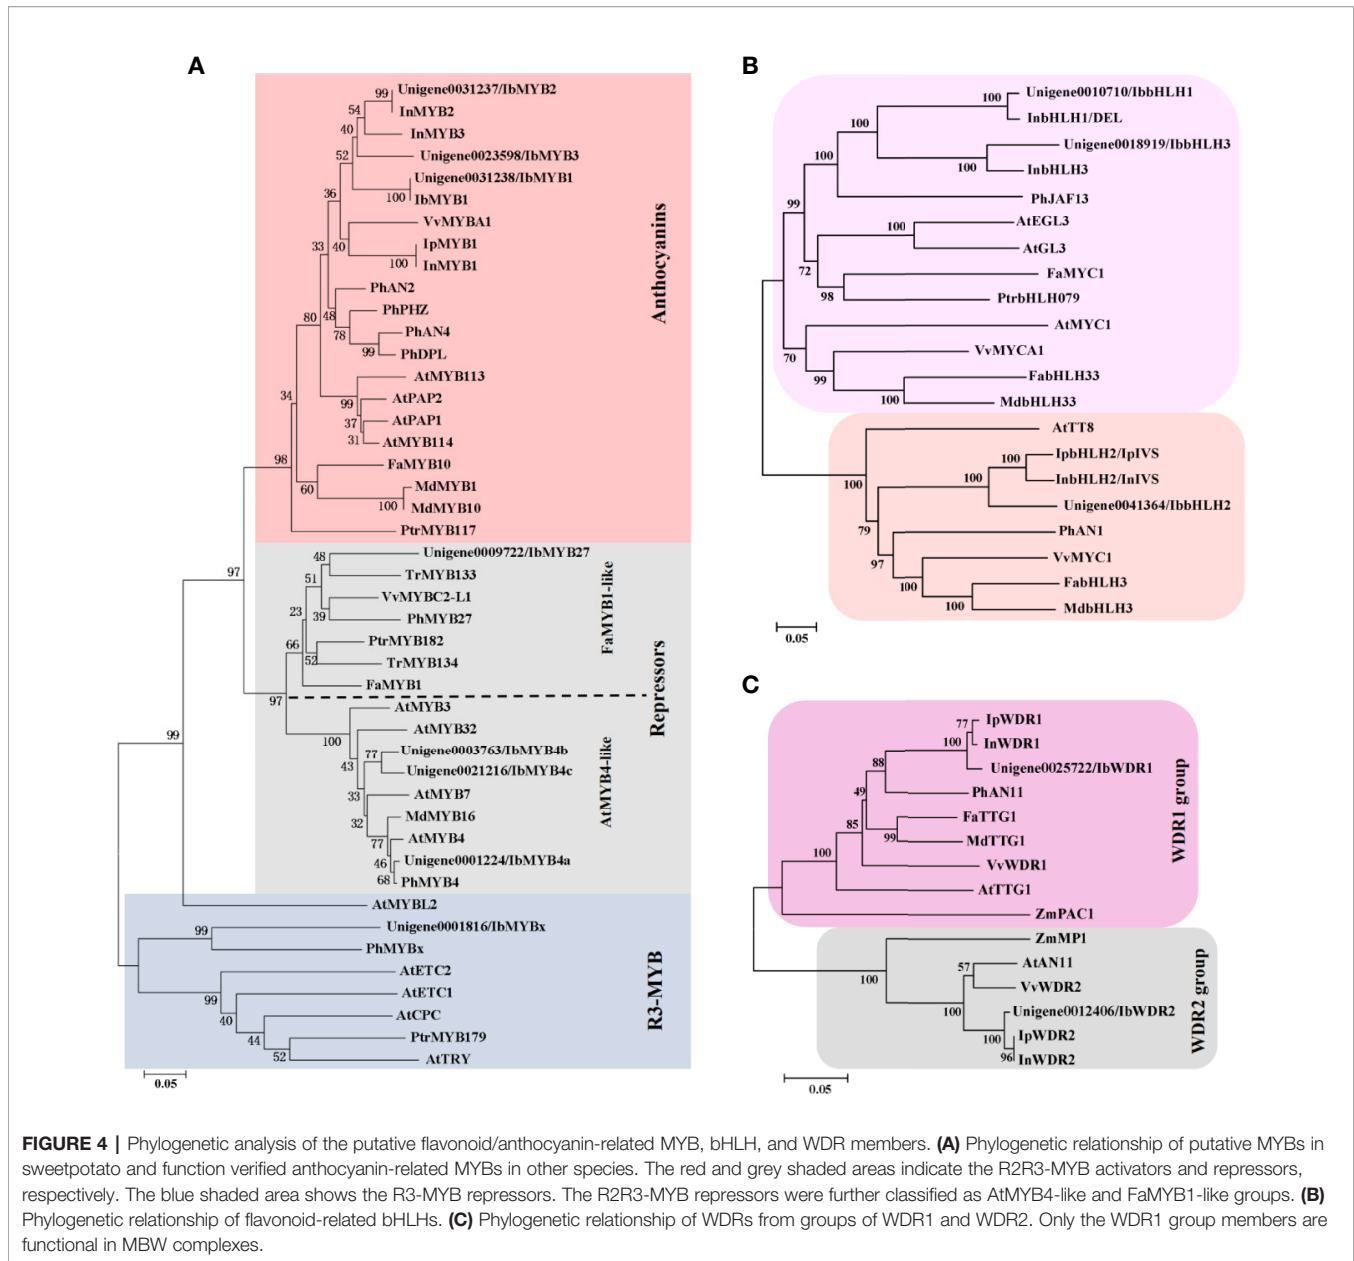 A
99
Unigene0031237/IbMYB2
54
InMYB2
40
InMYB3
52
Unigene0023598/IbMYB3
Unigene0031238/IbMYB1
36
100
IbMYB1
VvMYBA1
33
40
IpMYB1
100
InMYB1
PhAN2
48
PhPHZ
80
78
PhAN4
99
PhDPL
AtMYB113
34
99
AtPAP2
37
AtPAP1
31
AtMYB114
98
FaMYB10
60
MdMYB1
100
MdMYB10
PtrMYB117
Anthocyanins
97
48
Unigene0009722/IbMYB27
51
TrMYB133
VvMYBC2-L1
23
39
PhMYB27
66
PtrMYB182
52
TrMYB134
FaMYB1
97
FaMYB1-like
Repressors
AtMYB3
99
100
AtMYB32
77
Unigene0003763/IbMYB4b
43
Unigene0021216/IbMYB4c
33
AtMYB7
32
MdMYB16
77
AtMYB4
46
Unigene0001224/IbMYB4a
68
PhMYB4
AtMYB4-like
AtMYBL2
99
Unigene0001816/IbMYBx
PhMYBx
AtETC2
99
AtETC1
40
AtCPC
44
PtrMYB179
52
AtTRY
R3-MYB
0.05
B
100
Unigene0010710/IbbHLH1
InbHLH1/DEL
100
Unigene0018919/IbbHLH3
100
100
InbHLH3
PhJAF13
99
AtEGL3
100
AtGL3
72
FaMYC1
98
PtrbHLH079
AtMYC1
70
VvMYCA1
99
FabHLH33
100
MdbHLH33
AtTT8
100
IpbHLH2/IpIVS
100
100
InbHLH2/InIVS
Unigene0041364/IbbHLH2
79
PhAN1
97
VvMYC1
100
FabHLH3
100
MdbHLH3
0.05
C
77
IpWDR1
100
InWDR1
88
Unigene0025722/IbWDR1
49
PhAN11
85
FaTTG1
99
MdTTG1
100
VvWDR1
AtTTG1
ZmPAC1
WDR1 group
ZmMP1
100
57
AtAN11
VvWDR2
100
Unigene0012406/IbWDR2
100
IpWDR2
96
InWDR2
WDR2 group
0.05
FIGURE 4 | Phylogenetic analysis of the putative flavonoid/anthocyanin-related MYB, bHLH, and WDR members. (A) Phylogenetic relationship of putative MYBs in
sweetpotato and function verified anthocyanin-related MYBs in other species. The red and grey shaded areas indicate the R2R3-MYB activators and repressors,
respectively. The blue shaded area shows the R3-MYB repressors. The R2R3-MYB repressors were further classified as AtMYB4-like and FaMYB1-like groups. (B)
Phylogenetic relationship of flavonoid-related bHLHs. (C) Phylogenetic relationship of WDRs from groups of WDR1 and WDR2. Only the WDR1 group members are
functional in MBW complexes.